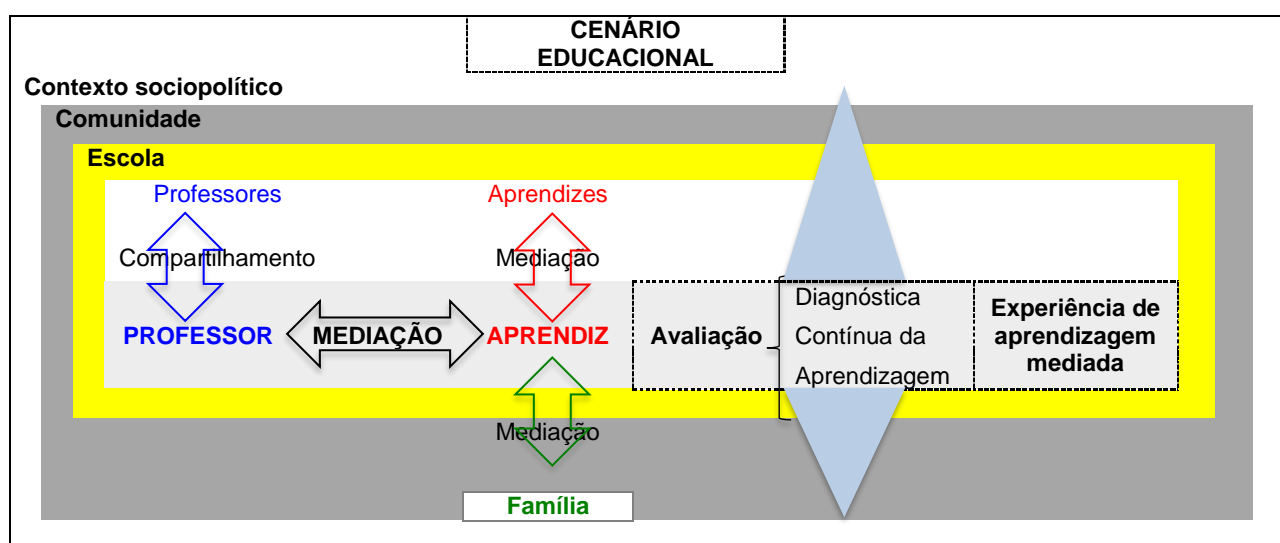 CENÁRIO
EDUCACIONAL
Contexto sociopolítico
Comunidade
Escola
Professores
Aprendizes
Compartilhamento
Mediação
PROFESSOR
MEDIAÇÃO
APRENDIZ
Avaliação
Diagnóstica
Contínua da
Aprendizagem
Experiência de
aprendizagem
mediada
Mediação
Família